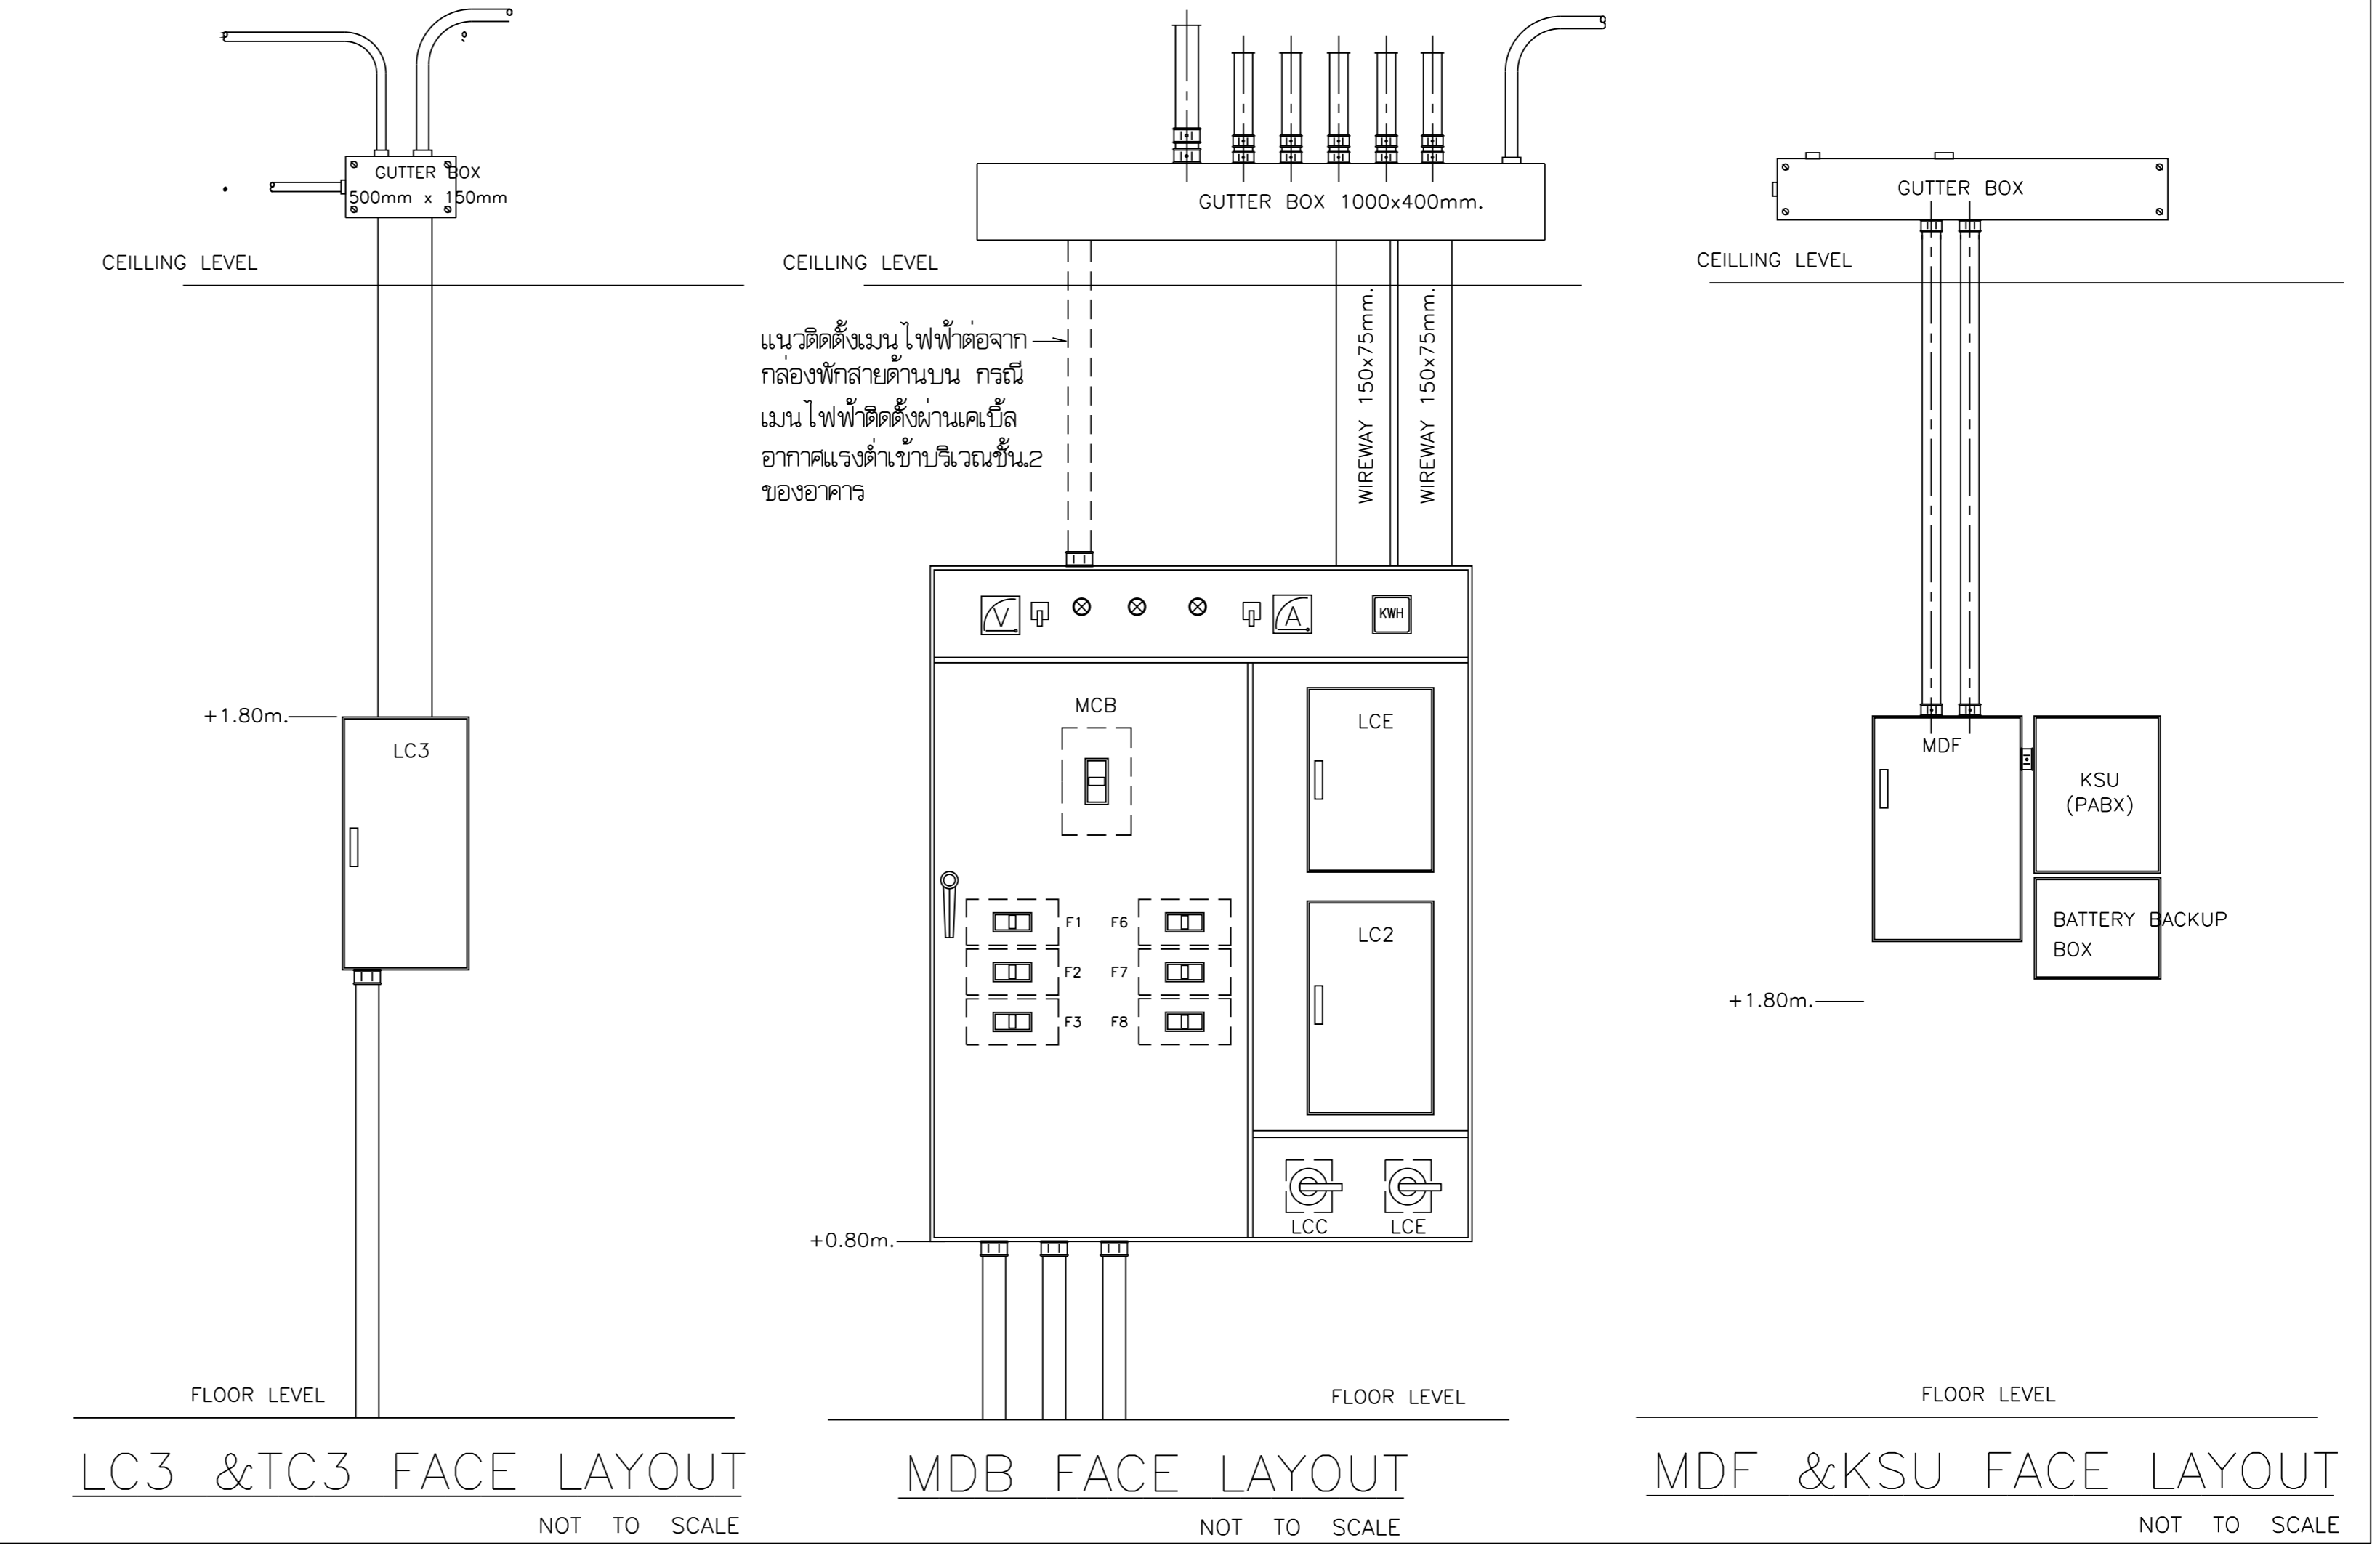 GUTTER BOX
500mm x 150mm
CEILLING LEVEL
+1.80m.
LC3
FLOOR LEVEL
LC3 &TC3 FACE LAYOUT
NOT TO SCALE
GUTTER BOX 1000x400mm.
CEILLING LEVEL
แนวติดตั้งเมนไฟฟ้าต่อจาก
กล่องพักสายด้านบน กรณี
เมนไฟฟ้าติดตั้งผ่านเคเบิ้ล
อากาศแรงต่ำเข้าบริเวณชั้น.2
ของอาคาร
WIREWAY 150x75mm.
WIREWAY 150x75mm.
V
A
KWH
MCB
LCE
F1
F6
F2
F7
F3
F8
LC2
LCC
LCE
+0.80m.
FLOOR LEVEL
MDB FACE LAYOUT
NOT TO SCALE
GUTTER BOX
CEILLING LEVEL
MDF
KSU
(PABX)
BATTERY BACKUP
BOX
+1.80m.
FLOOR LEVEL
MDF &KSU FACE LAYOUT
NOT TO SCALE